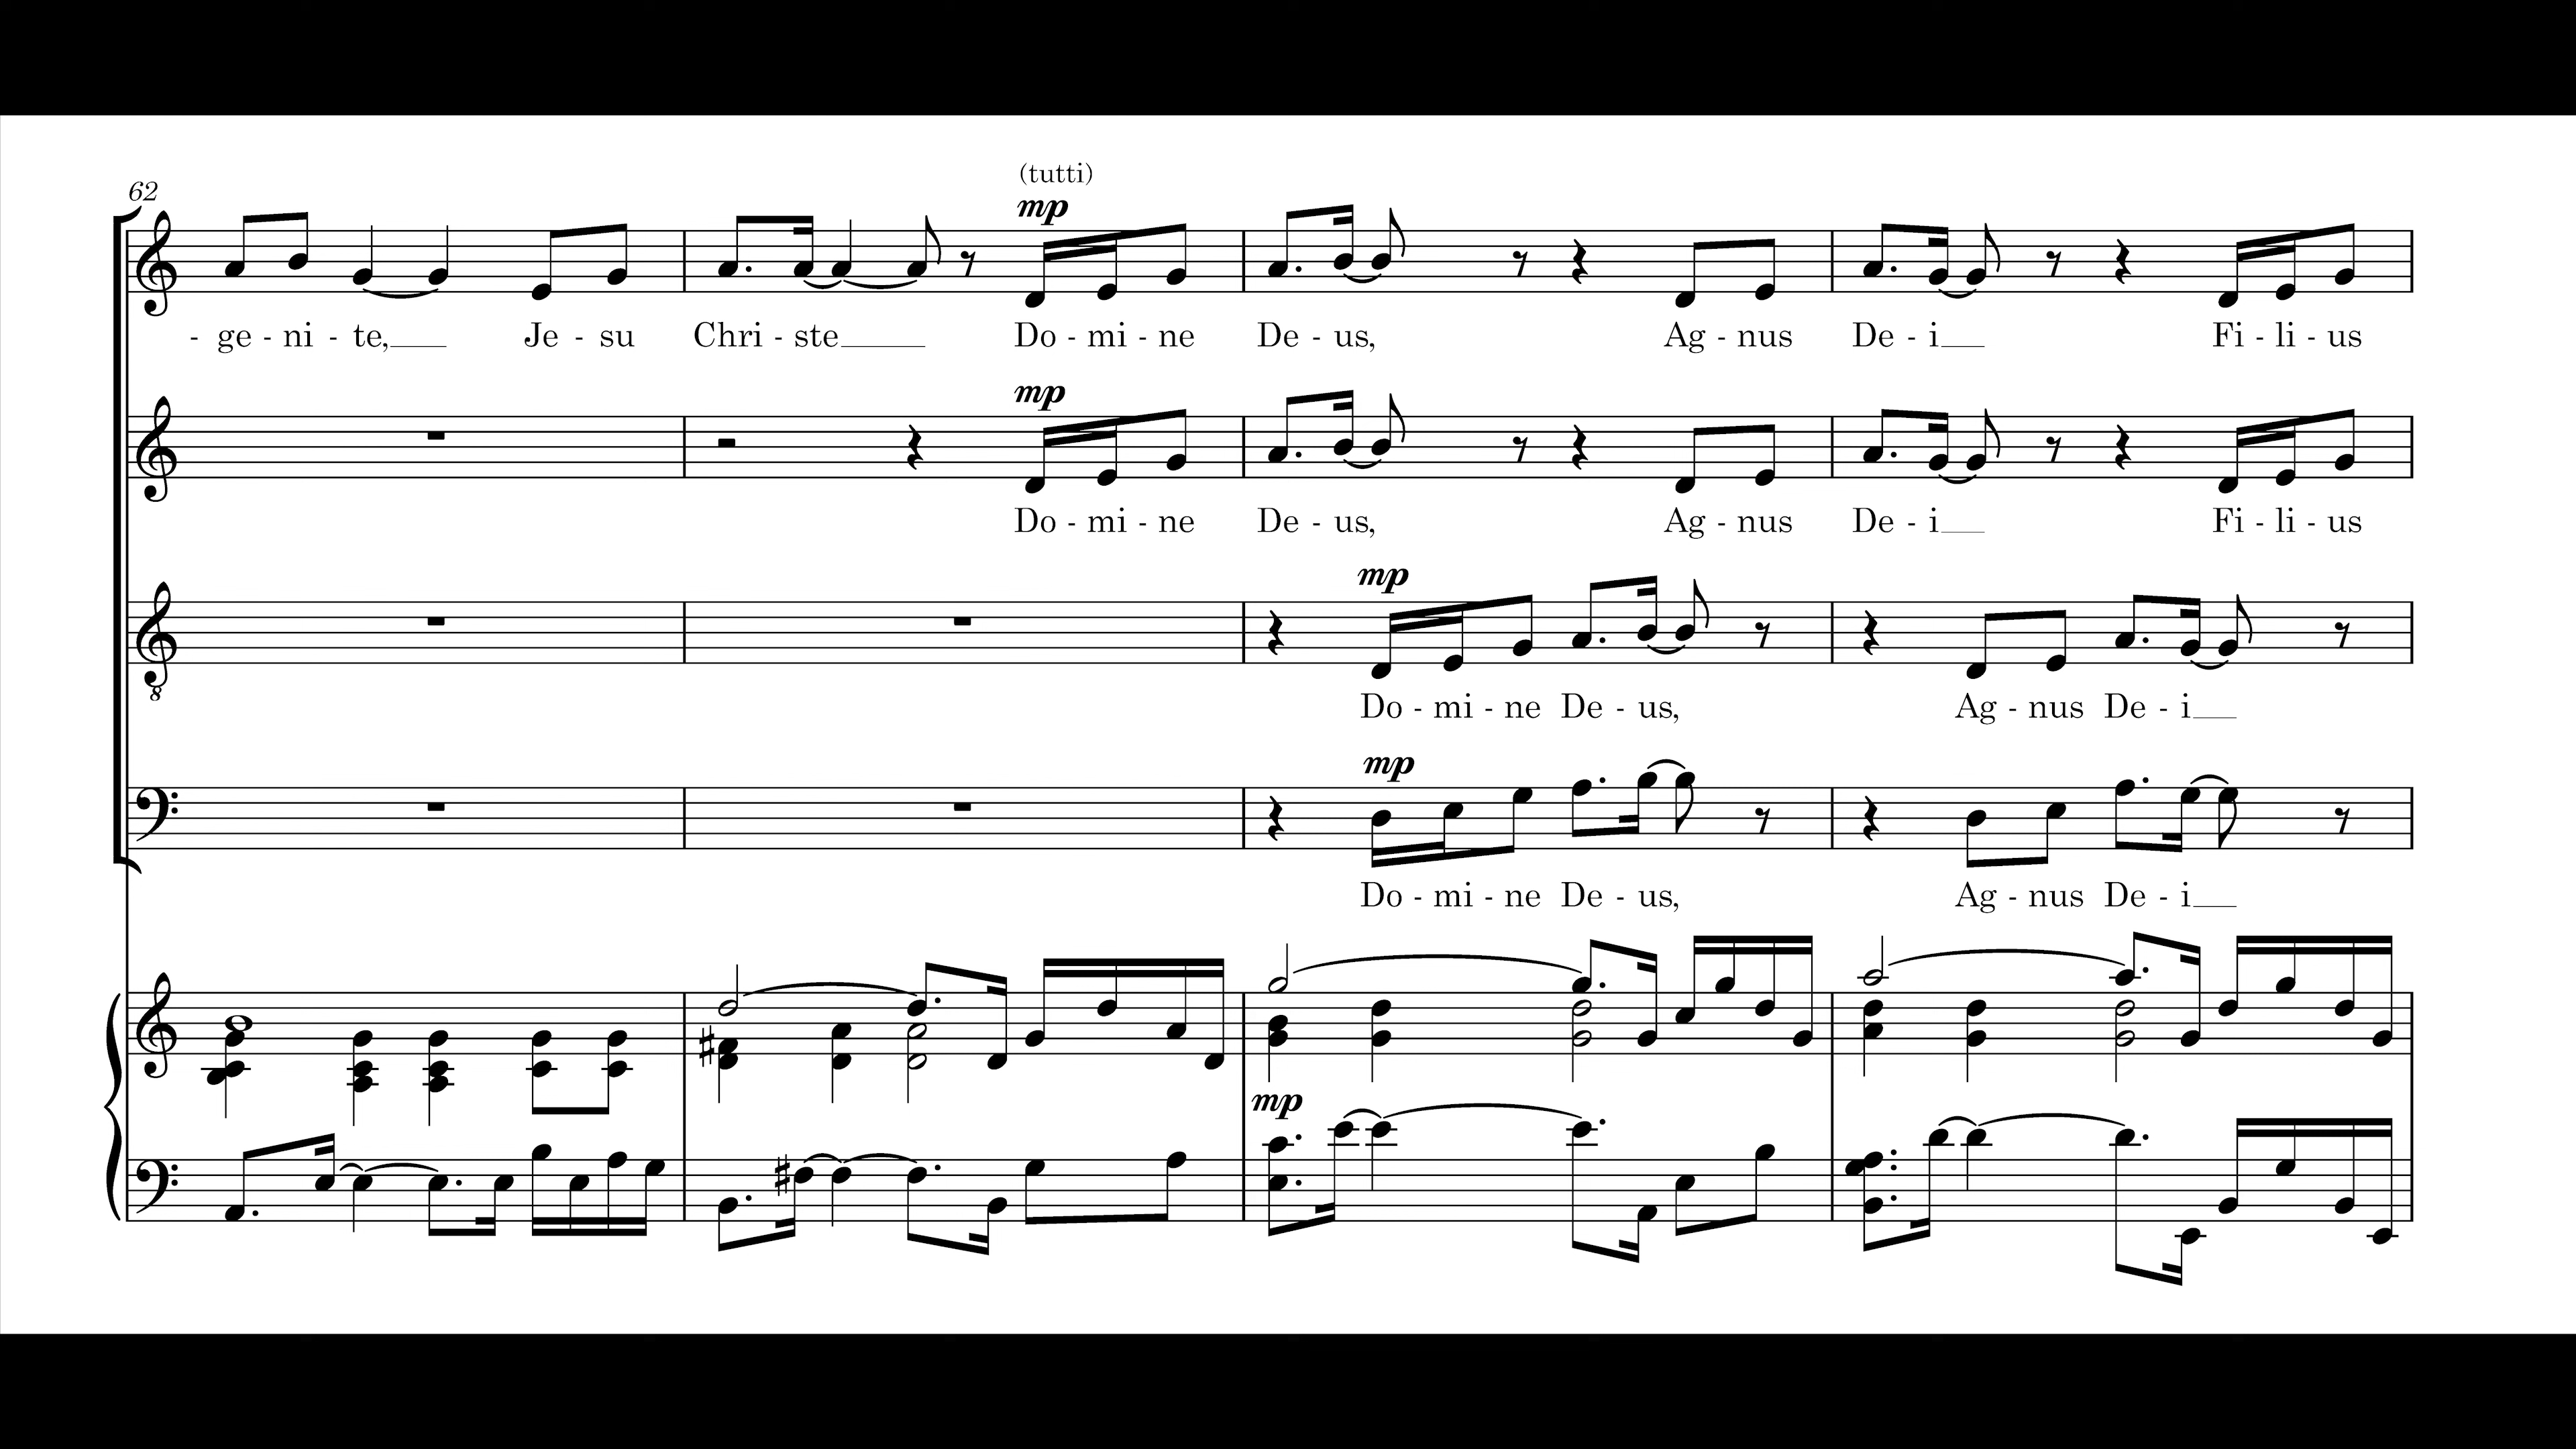 (tutti)
62
mp
- ge - ni - te, Je - su Chri - ste Do - mi - ne De - us, Ag - nus De - i Fi - li - us
mp
Do - mi - ne De - us, Ag - nus De - i Fi - li - us
mp
8
Do - mi - ne De - us, Ag - nus De - i
mp
Do - mi - ne De - us, Ag - nus De - i
mp